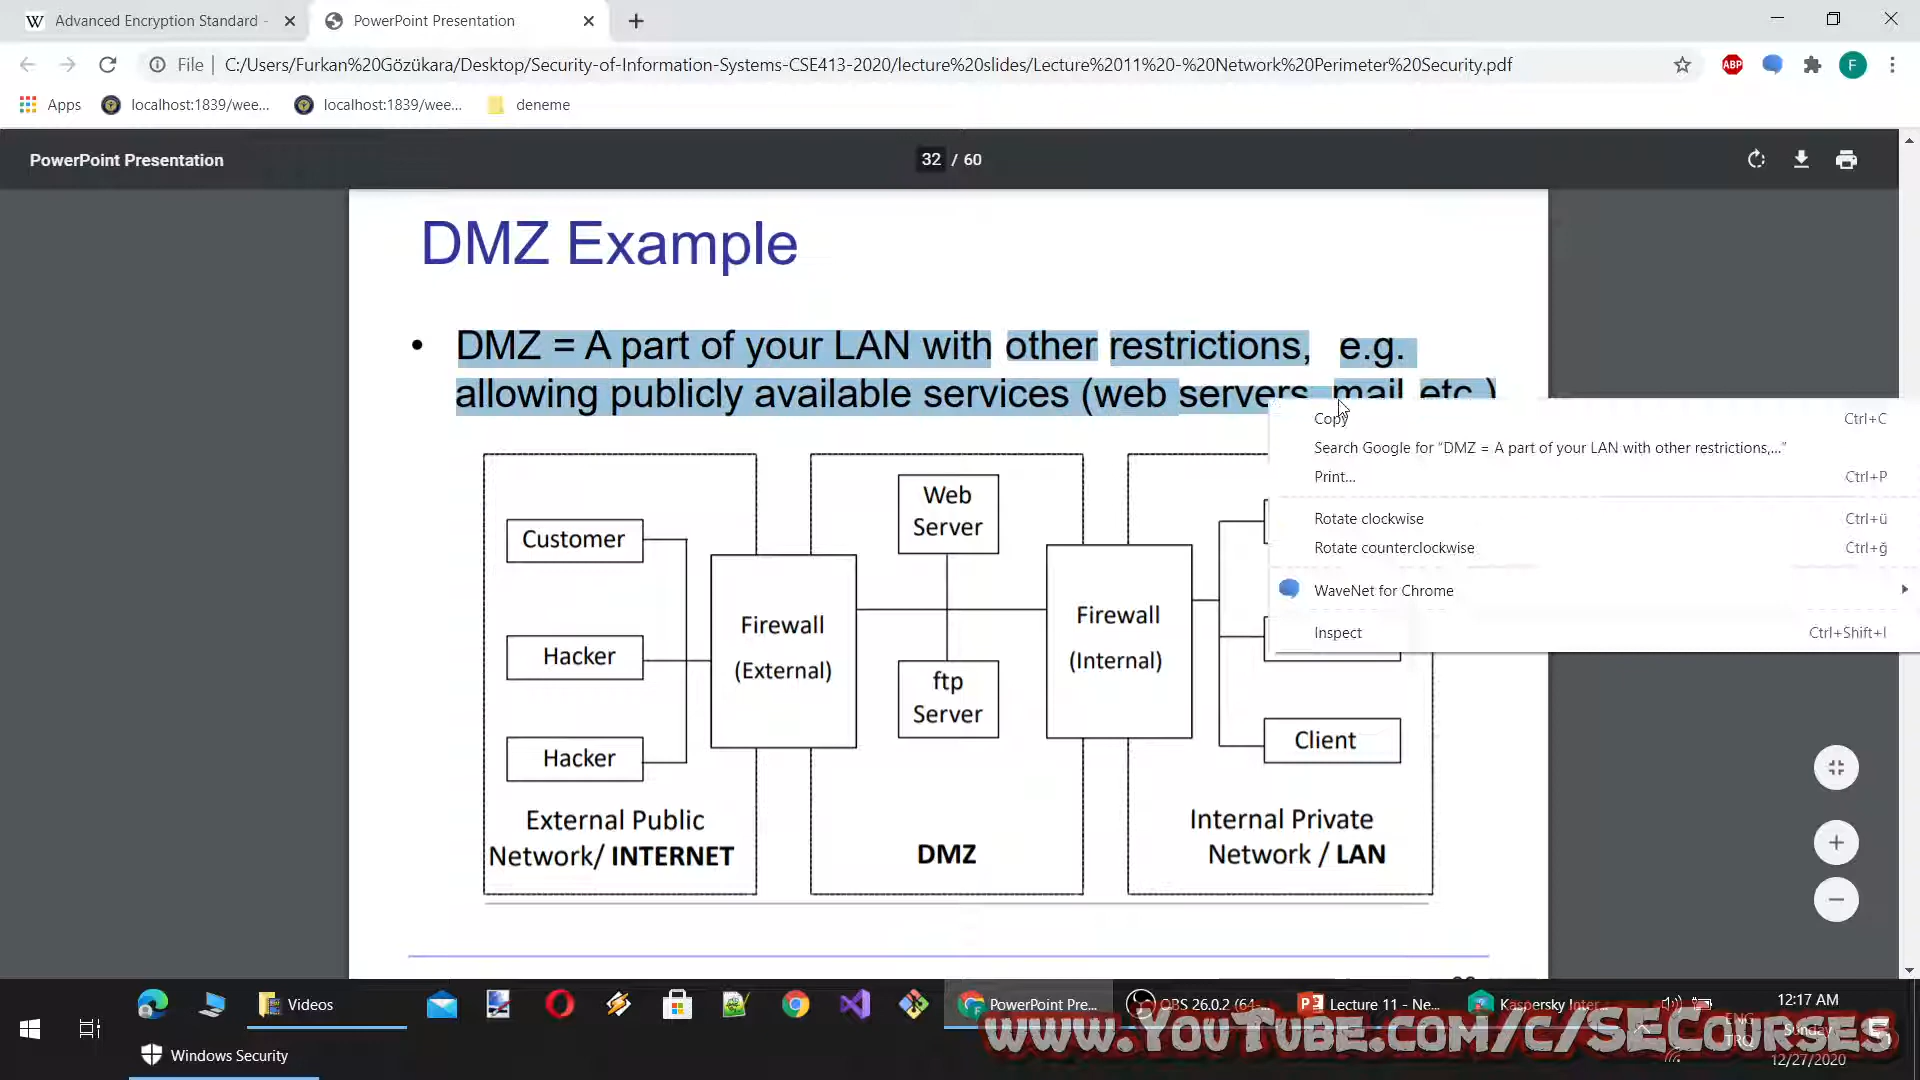 Advanced Encryption Standard -
PowerPoint Presentation
File
C:/Users/Furkan%20Gözükara/Desktop/Security-of-Information-Systems-CSE413-2020/lecture%20slides/Lecture%2011%20-%20Network%20Perimeter%20Security.pdf
ABP
F
Apps
localhost:1839/wee...
localhost:1839/wee...
deneme
PowerPoint Presentation
32 / 60
DMZ Example
• DMZ = A part of your LAN with other restrictions, e.g.
allowing publicly available services (web servers, mail etc.)
Copy Ctrl+C
Search Google for “DMZ = A part of your LAN with other restrictions,...”
Print... Ctrl+P
Rotate clockwise Ctrl+ü
Rotate counterclockwise Ctrl+ğ
WaveNet for Chrome
Inspect Ctrl+Shift+I
Customer
Hacker
Hacker
Firewall
(External)
Web
Server
ftp
Server
Firewall
(Internal)
Client
External Public
Network/ INTERNET
DMZ
Internal Private
Network / LAN
Videos
PowerPoint Pre...
OBS 26.0.2 (64-...
Lecture 11 - Ne...
Kaspersky Inter...
12:17 AM
Sunday
12/27/2020
ENG
TRQ
Windows Security
www.YouTube.com/c/SECourses